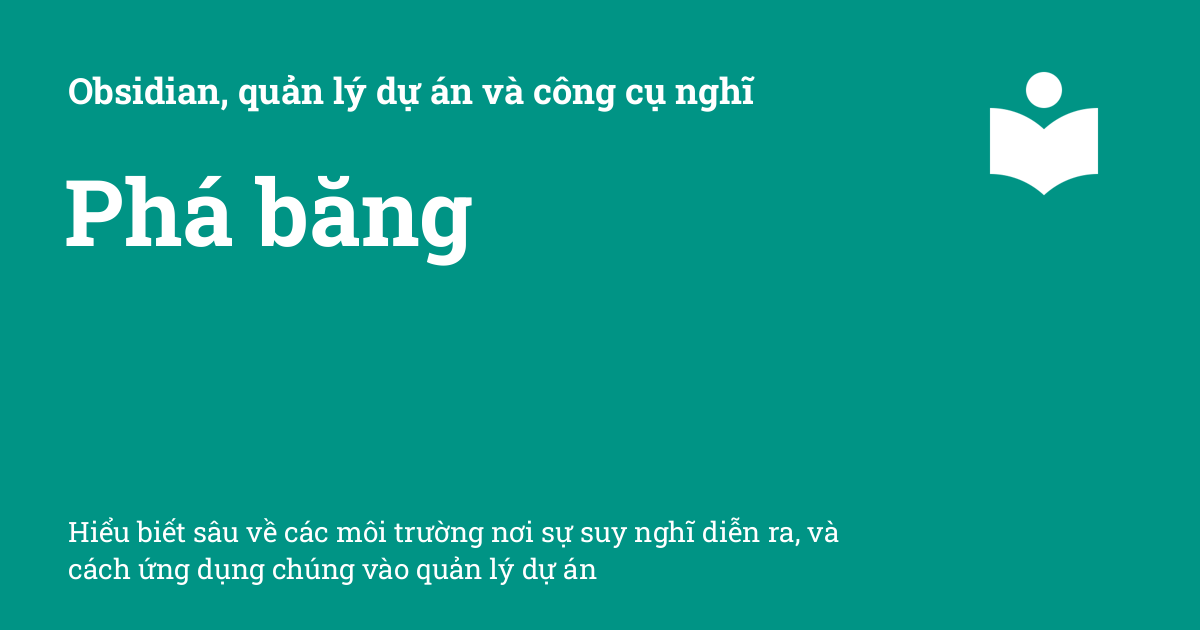 Obsidian, quản lý dự án và công cụ nghĩ
Phá băng
Hiểu biết sâu về các môi trường nơi sự suy nghĩ diễn ra, và
cách ứng dụng chúng vào quản lý dự án